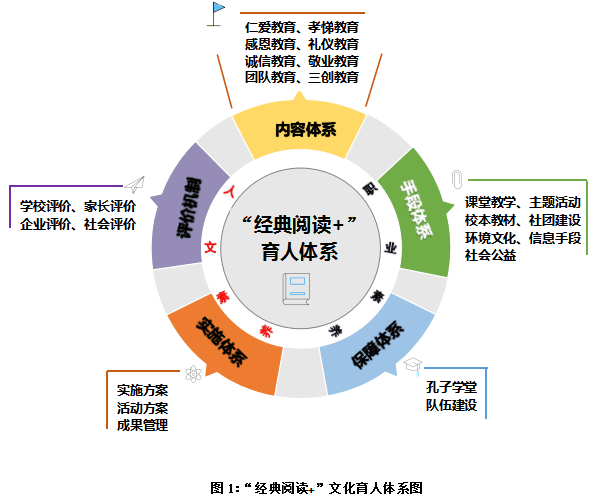 仁爱教育、孝悌教育
感恩教育、礼仪教育
诚信教育、敬业教育
团队教育、三创教育
内容体系
手段体系
课堂教学、主题活动
校本教材、社团建设
环境文化、信息手段
社会公益
保障体系
孔子学堂
队伍建设
实施体系
实施方案
活动方案
成果管理
评价机制
学校评价、家长评价
企业评价、社会评价
人文素养
职业素养
“经典阅读+”
育人体系
图 1:“经典阅读+”文化育人体系图